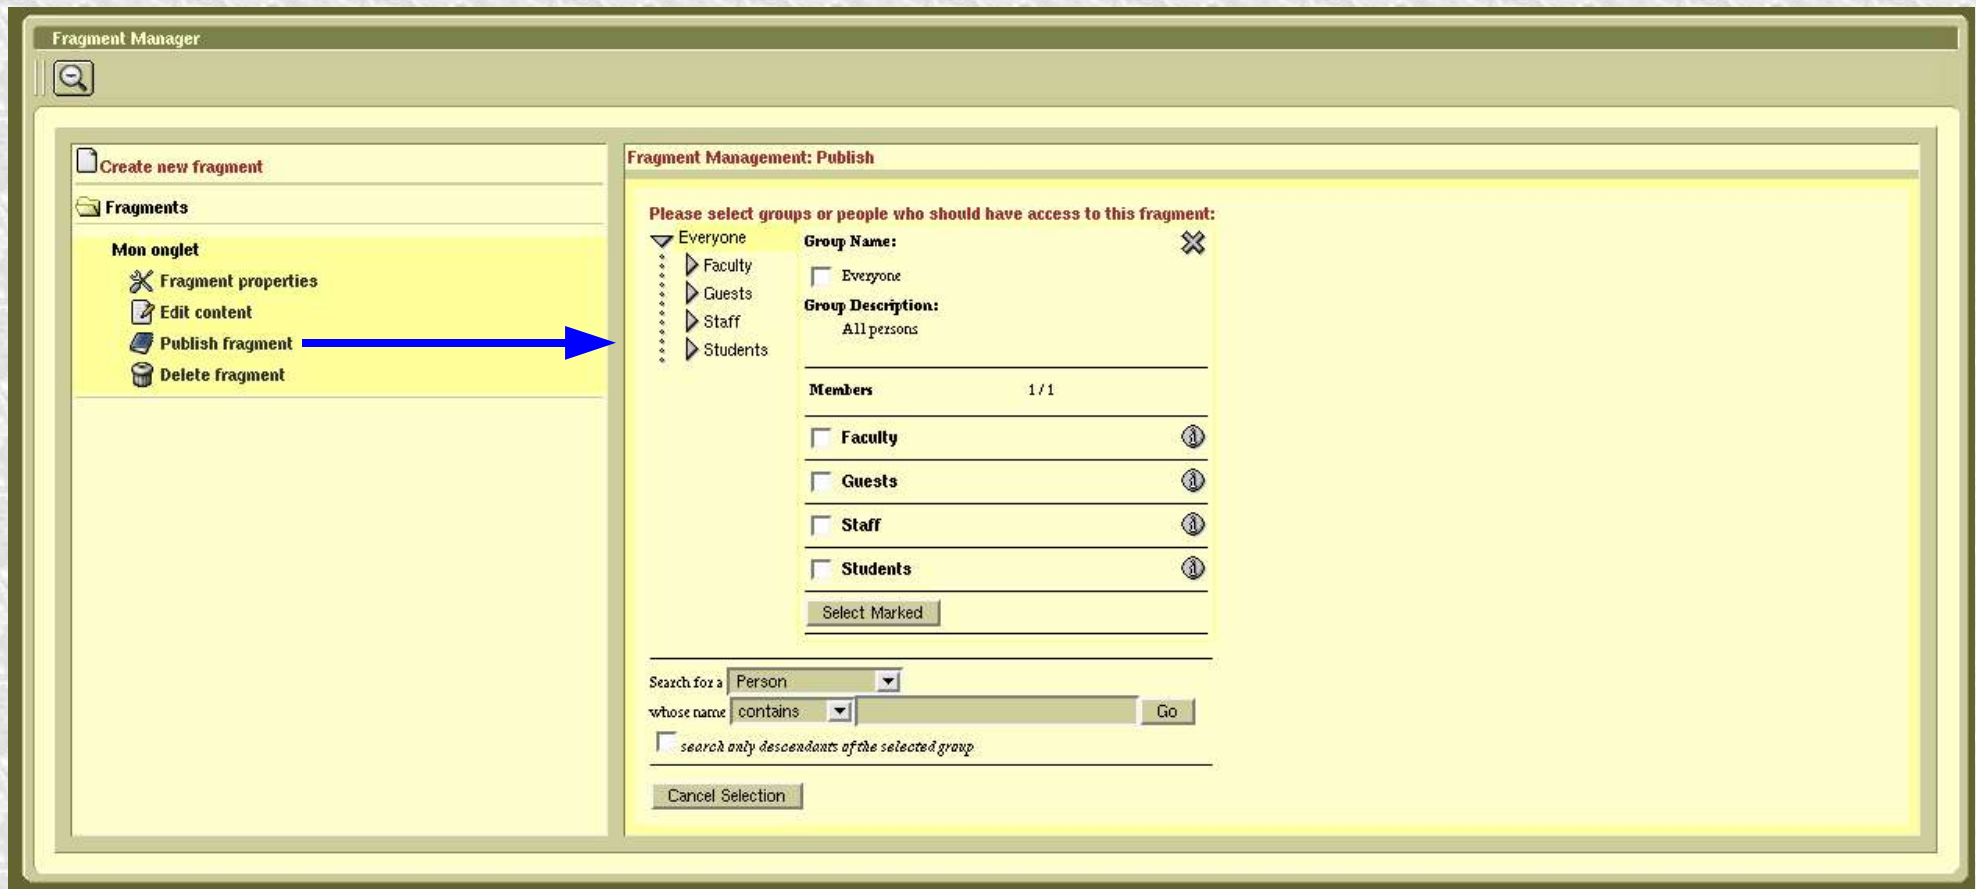 Fragment Manager
Create new fragment
Fragments
Mon onglet
Fragment properties
Edit content
Publish fragment
Delete fragment
Fragment Management: Publish
Please select groups or people who should have access to this fragment:
Everyone
Faculty
Guests
Staff
Students
Group Name:
Everyone
Group Description:
All persons
Members 1 / 1
Faculty
Guests
Staff
Students
Select Marked
Search for a Person
whose name contains Go
search only descendants of the selected group
Cancel Selection